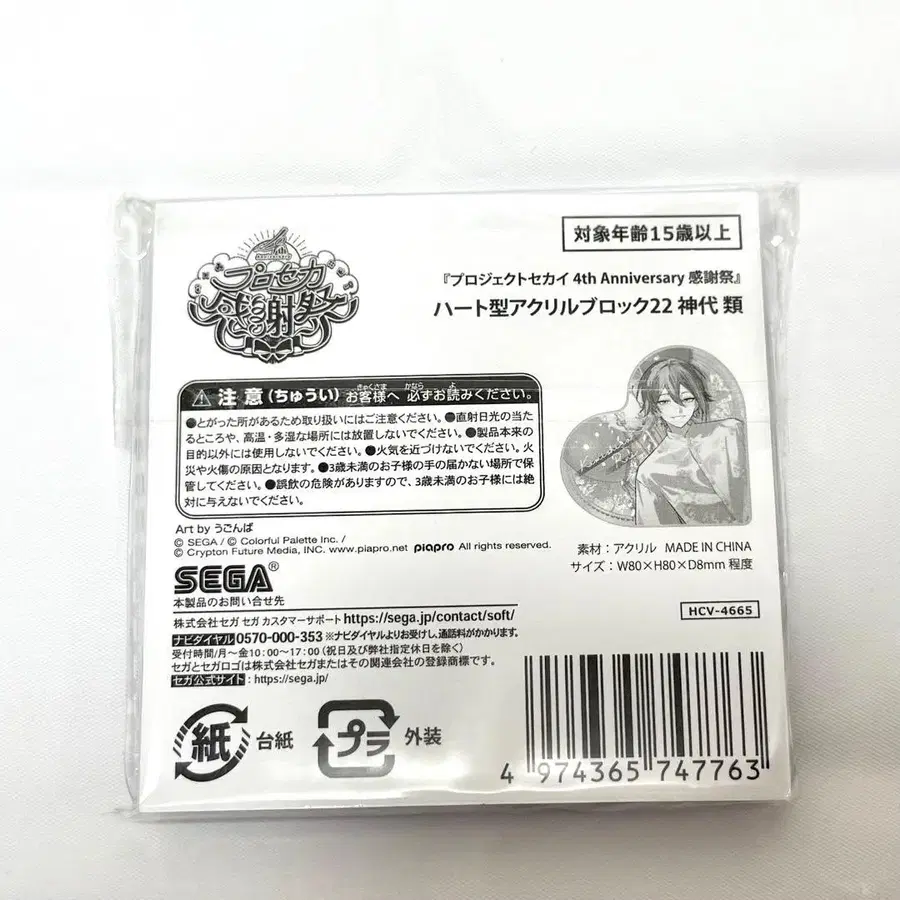 4th
プロセカ
感謝祭
対象年齢15歳以上
『プロジェクトセカイ 4th Anniversary 感謝祭』
ハート型アクリルブロック22 神代 類
⚠注意(ちゅうい) お客様へ 必ずお読みください。
きゃくさま かなら よ
●とがった所があるため取り扱いにはご注意ください。●直射日光の当た
るところや、高温・多湿な場所には放置しないでください。●製品本来の
目的以外には使用しないでください。●火気を近づけないでください。火
災や火傷の原因となります。●3歳未満のお子様の手の届かない場所で保
管してください。●誤飲の危険がありますので、3歳未満のお子様には絶
対に与えないでください。
Art by うごんば
© SEGA / © Colorful Palette Inc. /
© Crypton Future Media, INC. www.piapro.net piapro All rights reserved.
素材：アクリル MADE IN CHINA
サイズ：W80×H80×D8mm 程度
SEGA®
本製品のお問い合せ先
株式会社セガ セガ カスタマーサポート https://sega.jp/contact/soft/
ナビダイヤル 0570-000-353 ※ナビダイヤルよりお受けし、通話料がかかります。
受付時間/月～金10：00～17：00（祝日及び弊社指定休日を除く）
セガとセガロゴは株式会社セガまたはその関連会社の登録商標です。
セガ公式サイト：https://sega.jp/
HCV-4665
紙 台紙
プラ 外装
4 974365 747763